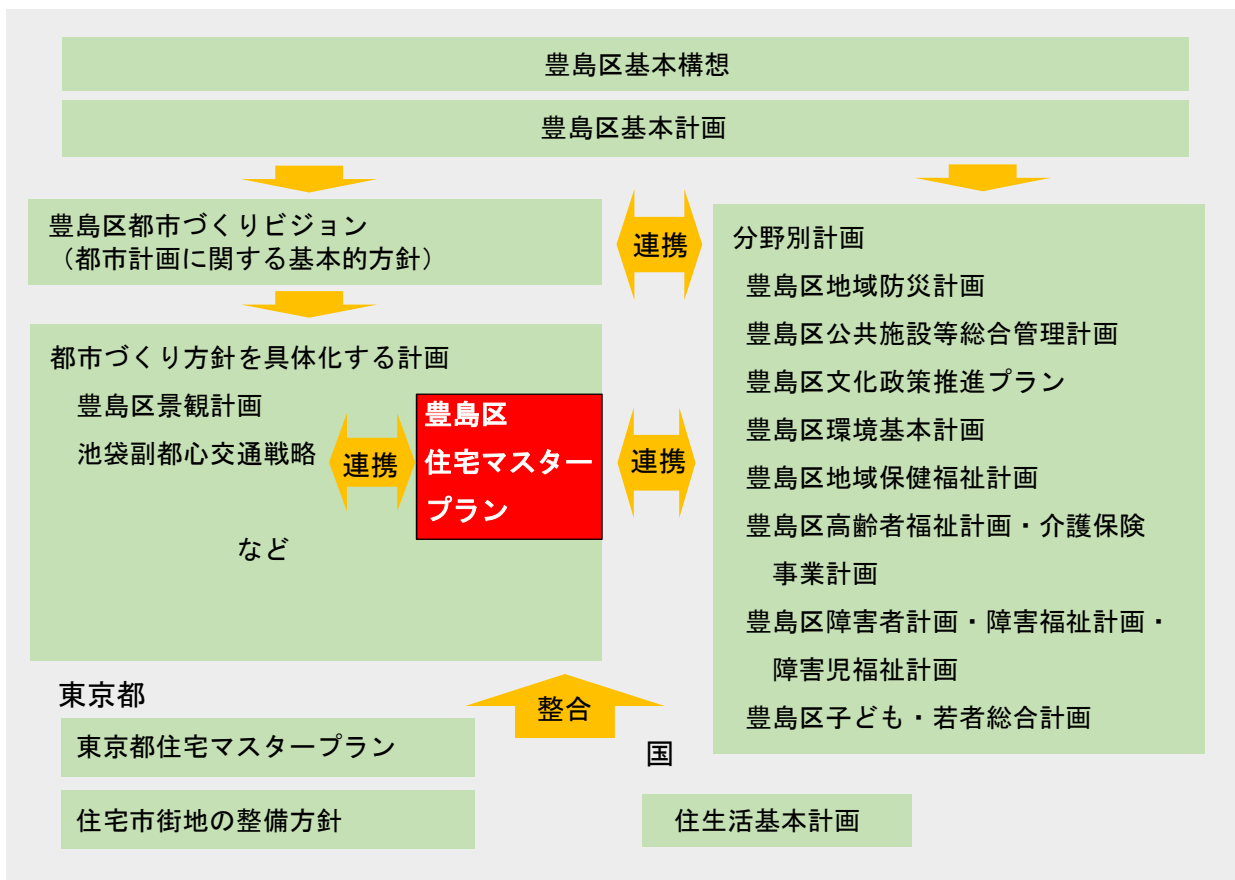 豊島区基本構想
豊島区基本計画
豊島区都市づくりビジョン
（都市計画に関する基本的方針）
連携
都市づくり方針を具体化する計画
豊島区景観計画
池袋副都心交通戦略
など
連携
豊島区
住宅マスター
プラン
連携
分野別計画
豊島区地域防災計画
豊島区公共施設等総合管理計画
豊島区文化政策推進プラン
豊島区環境基本計画
豊島区地域保健福祉計画
豊島区高齢者福祉計画・介護保険
事業計画
豊島区障害者計画・障害福祉計画・
障害児福祉計画
豊島区子ども・若者総合計画
整合
東京都
東京都住宅マスタープラン
住宅市街地の整備方針
国
住生活基本計画